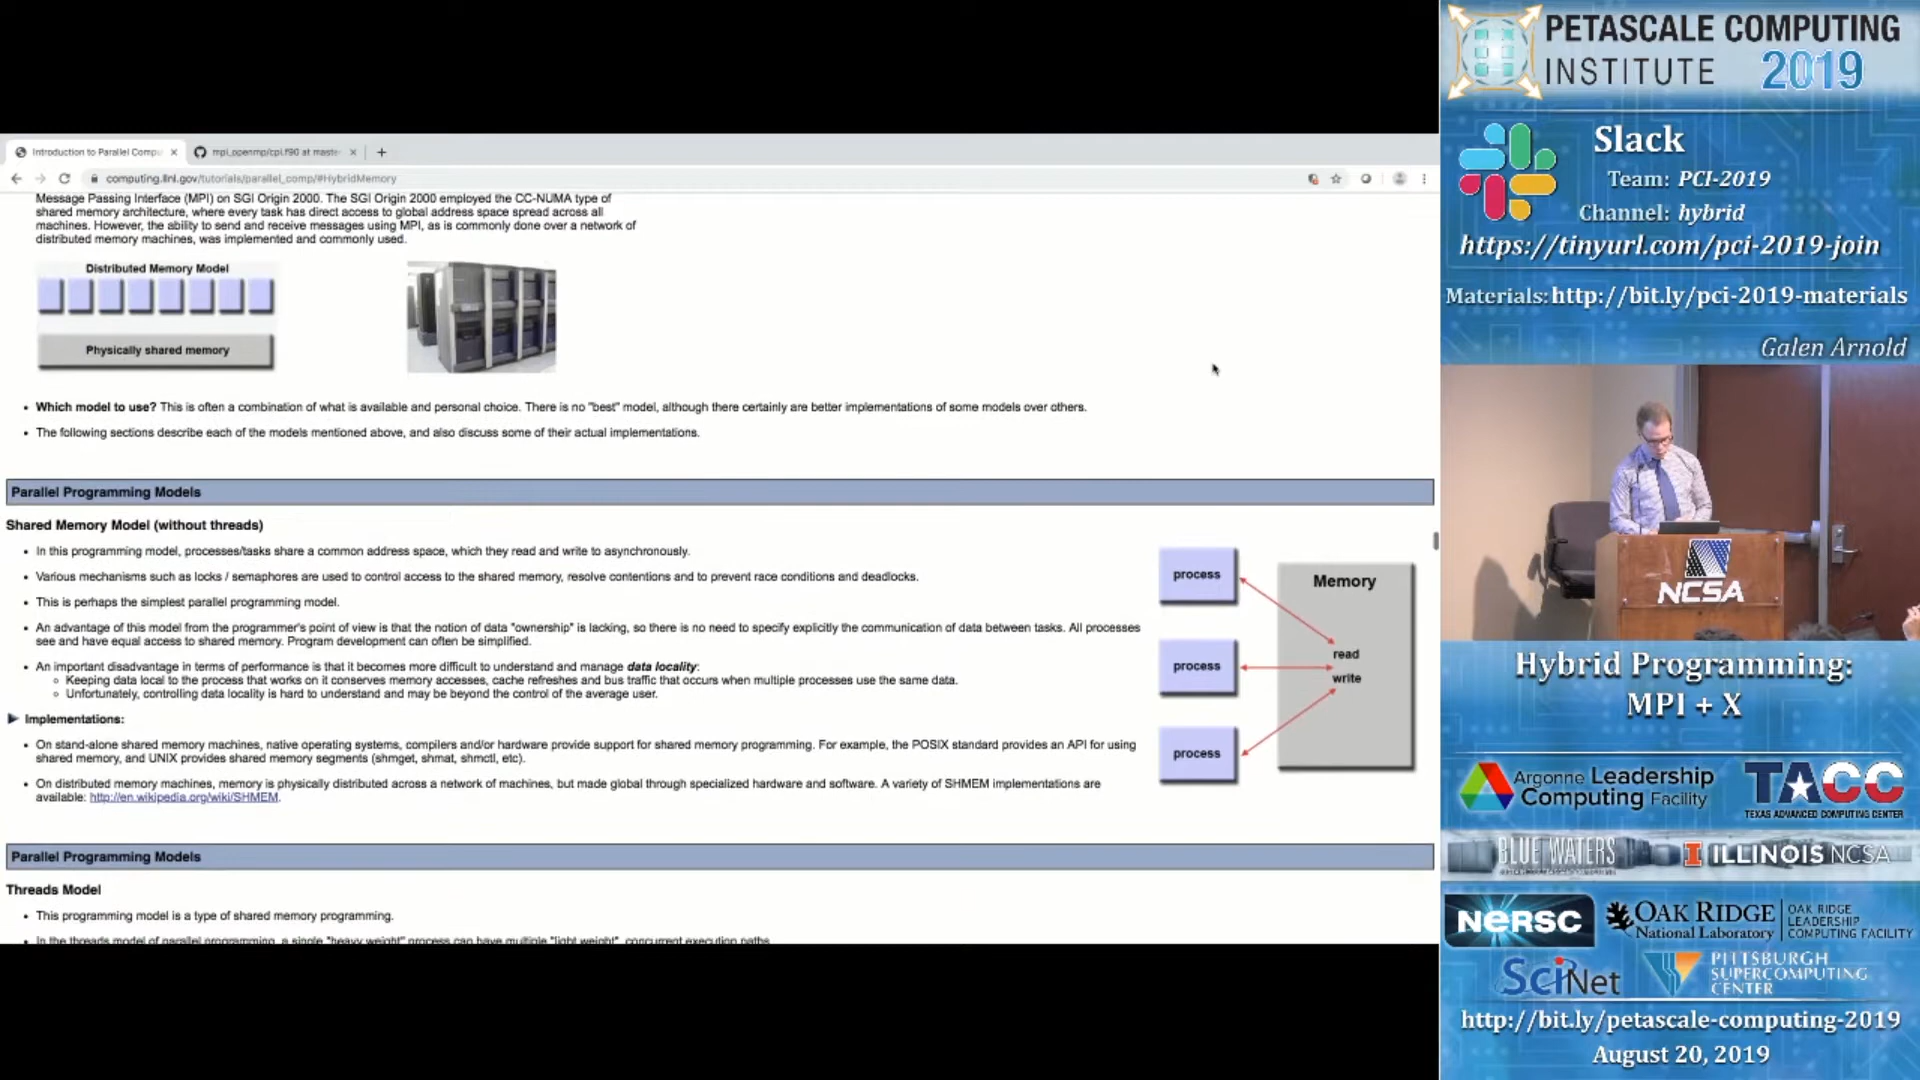 Introduction to Parallel Compu
mpi_openmp/cpi.f90 at master
computing.llnl.gov/tutorials/parallel_comp/#HybridMemory
Message Passing Interface (MPI) on SGI Origin 2000. The SGI Origin 2000 employed the CC-NUMA type of
shared memory architecture, where every task has direct access to global address space spread across all
machines. However, the ability to send and receive messages using MPI, as is commonly done over a network of
distributed memory machines, was implemented and commonly used.
Distributed Memory Model
Physically shared memory
• Which model to use? This is often a combination of what is available and personal choice. There is no "best" model, although there certainly are better implementations of some models over others.
• The following sections describe each of the models mentioned above, and also discuss some of their actual implementations.
Parallel Programming Models
Shared Memory Model (without threads)
• In this programming model, processes/tasks share a common address space, which they read and write to asynchronously.
• Various mechanisms such as locks / semaphores are used to control access to the shared memory, resolve contentions and to prevent race conditions and deadlocks.
• This is perhaps the simplest parallel programming model.
• An advantage of this model from the programmer's point of view is that the notion of data "ownership" is lacking, so there is no need to specify explicitly the communication of data between tasks. All processes
see and have equal access to shared memory. Program development can often be simplified.
• An important disadvantage in terms of performance is that it becomes more difficult to understand and manage data locality:
Keeping data local to the process that works on it conserves memory accesses, cache refreshes and bus traffic that occurs when multiple processes use the same data.
Unfortunately, controlling data locality is hard to understand and may be beyond the control of the average user.
Implementations:
• On stand-alone shared memory machines, native operating systems, compilers and/or hardware provide support for shared memory programming. For example, the POSIX standard provides an API for using
shared memory, and UNIX provides shared memory segments (shmget, shmat, shmctl, etc).
• On distributed memory machines, memory is physically distributed across a network of machines, but made global through specialized hardware and software. A variety of SHMEM implementations are
available: http://en.wikipedia.org/wiki/SHMEM.
process
process
process
Memory
read
write
Parallel Programming Models
Threads Model
• This programming model is a type of shared memory programming.
• In the threads model of parallel programming, a single "heavy weight" process can have multiple "light weight", concurrent execution paths
PETASCALE COMPUTING
INSTITUTE 2019
Slack
Team: PCI-2019
Channel: hybrid
https://tinyurl.com/pci-2019-join
Materials: http://bit.ly/pci-2019-materials
Galen Arnold
NCSA
Hybrid Programming:
MPI + X
Argonne Leadership
Computing Facility
TACC
TEXAS ADVANCED COMPUTING CENTER
BLUE WATERS
ILLINOIS NCSA
NERSC
OAK RIDGE
National Laboratory
OAK RIDGE
LEADERSHIP
COMPUTING FACILITY
SciNet
PITTSBURGH
SUPERCOMPUTING
CENTER
http://bit.ly/petascale-computing-2019
August 20, 2019